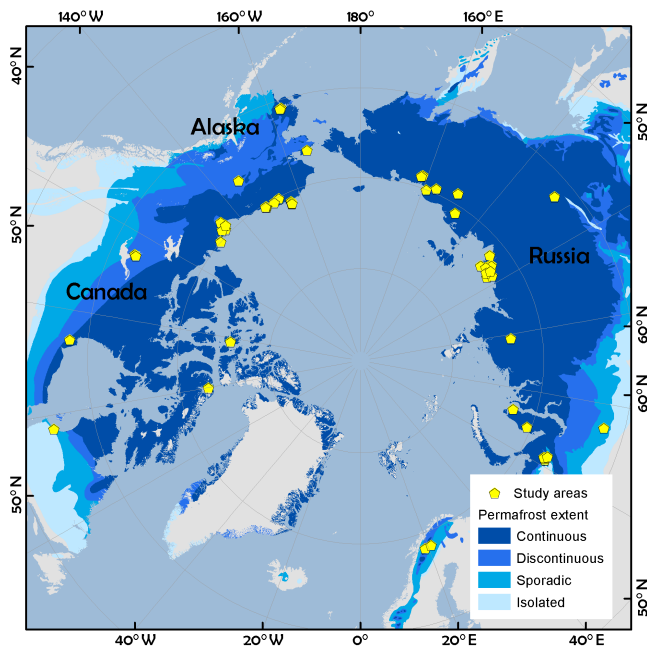 140°W 160°W 180° 160°E
40°N
50°N
Alaska
50°N
Russia
Canada
60°N
60°N
50°N
Study areas
Permafrost extent
Continuous
Discontinuous
Sporadic
Isolated
50°N
40°W 20°W 0° 20°E 40°E